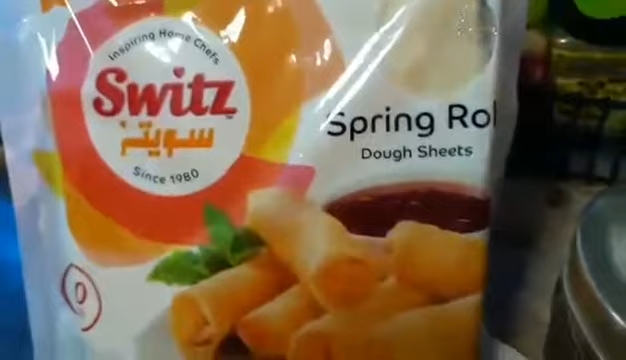 Inspiring Home Chefs
Switz
سويتز
Since 1980
Spring Rol
Dough Sheets